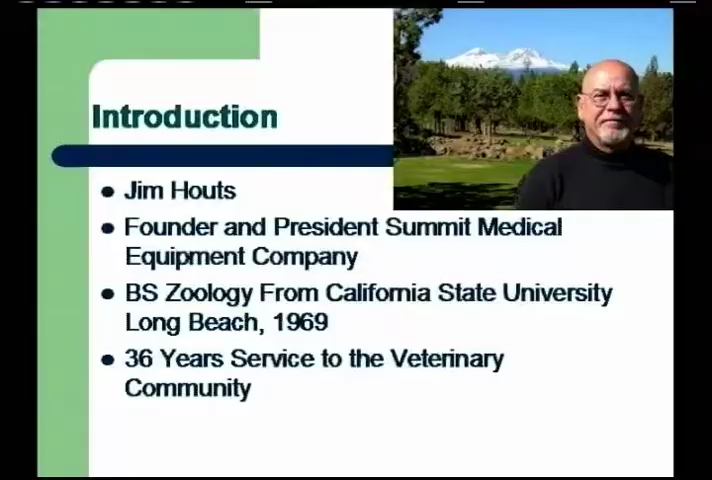 Introduction
Jim Houts
Founder and President Summit Medical
Equipment Company
BS Zoology From California State University
Long Beach, 1969
36 Years Service to the Veterinary
Community